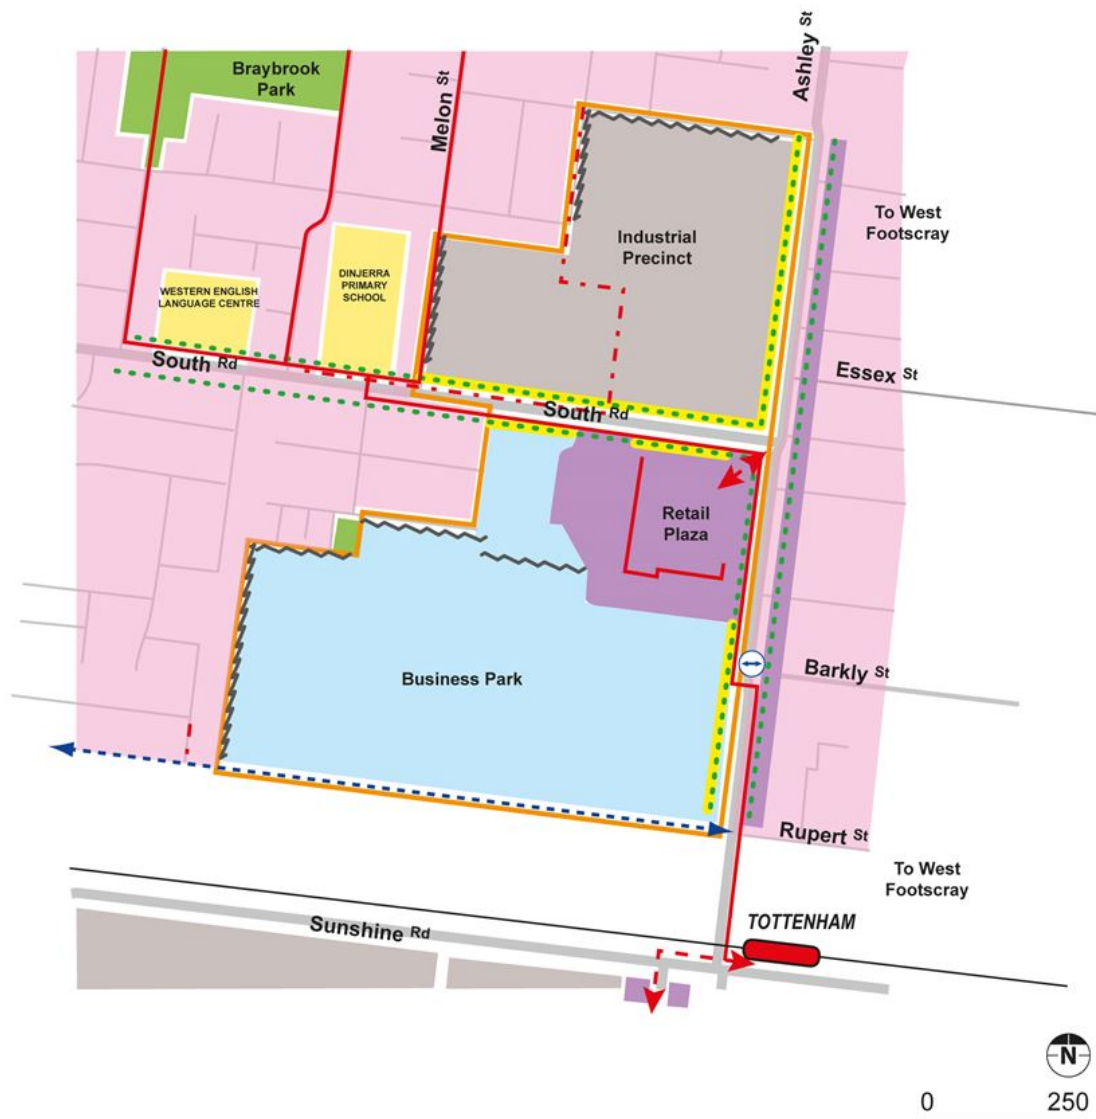 Ashley St
Braybrook
Park
Melon St
To West
Footscray
Industrial
Precinct
DINJERRA
PRIMARY
SCHOOL
WESTERN ENGLISH
LANGUAGE CENTRE
South Rd
Essex St
South Rd
Retail
Plaza
Barkly St
Business Park
Rupert St
To West
Footscray
TOTTENHAM
Sunshine Rd
N
0
250